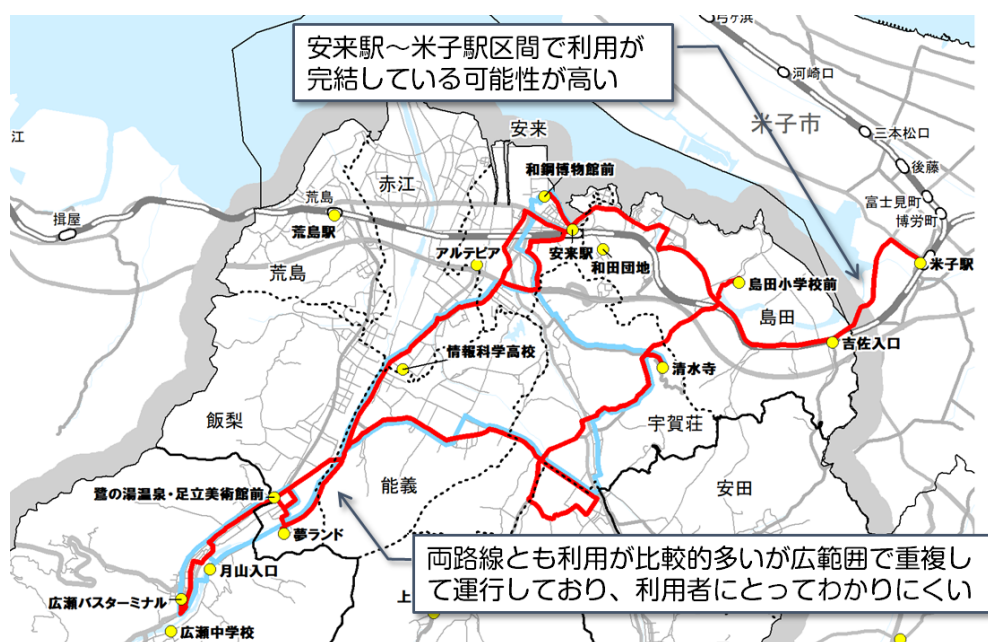 安来駅～米子駅区間で利用が
完結している可能性が高い
弓ヶ浜
河崎口
米子市
三本松口
後藤
富士見町
博労町
米子駅
江
安来
和鋼博物館前
赤江
荒島
荒島駅
揖屋
安来駅
和田団地
アルテピア
荒島
島田小学校前
島田
吉佐入口
情報科学高校
清水寺
飯梨
宇賀荘
能義
安田
鷺の湯温泉・足立美術館前
夢ランド
両路線とも利用が比較的多いが広範囲で重複し
て運行しており、利用者にとってわかりにくい
月山入口
広瀬バスターミナル
上
広瀬中学校